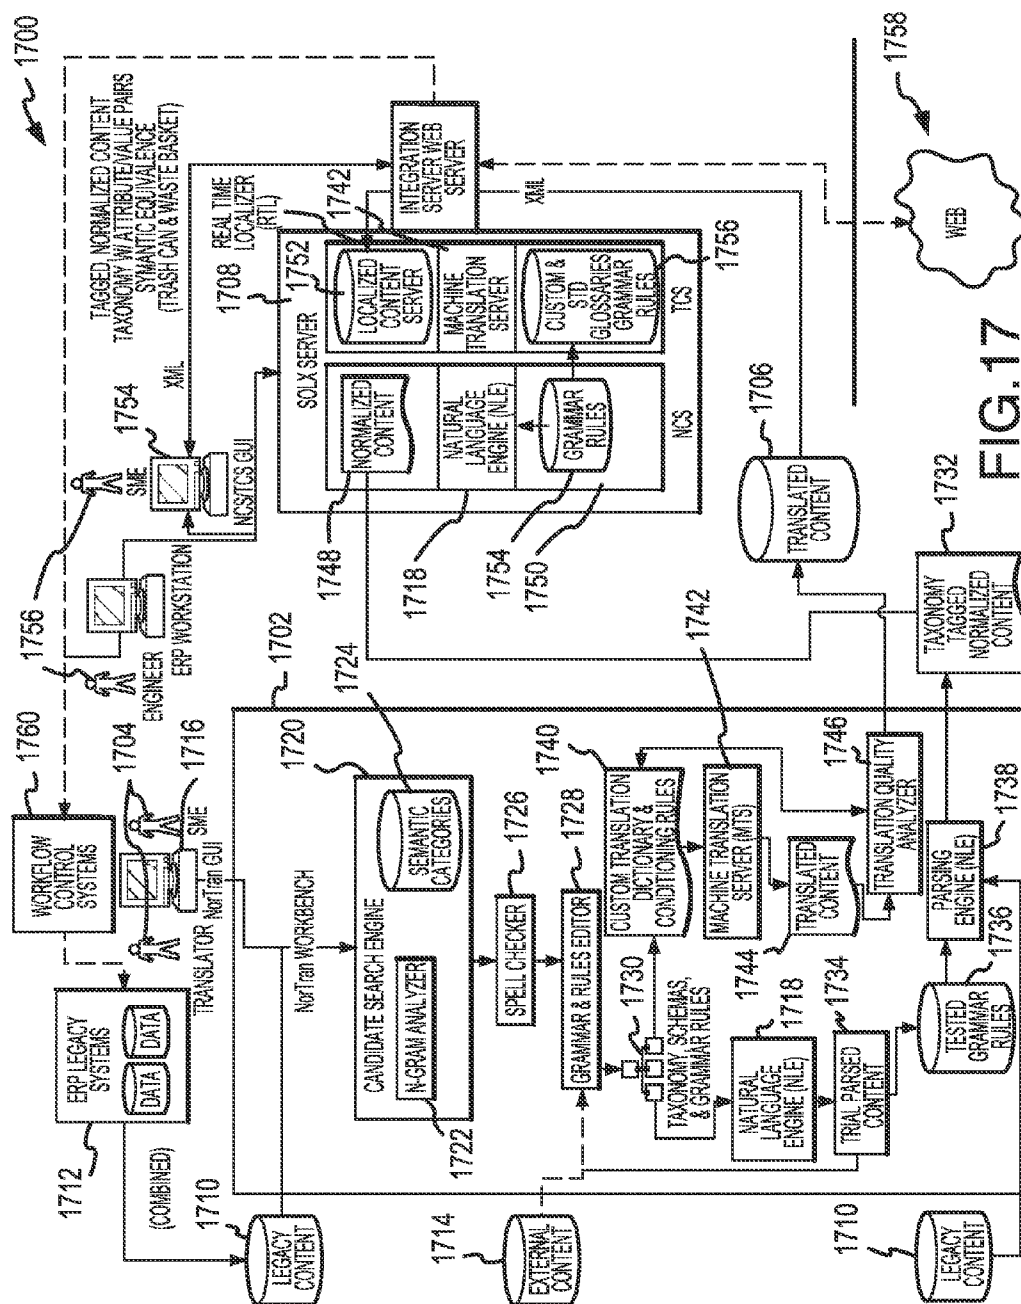 1700
1760
WORKFLOW
CONTROL
SYSTEMS
1712
ERP LEGACY
SYSTEMS
DATA
DATA
1704
TRANSLATOR
1716
SME
NorTran GUI
1756
ENGINEER
ERP WORKSTATION
SME
1754
NCS/TCS GUI
XML
TAGGED, NORMALIZED CONTENT
TAXONOMY W/ ATTRIBUTE/VALUE PAIRS
SYMANTIC EQUIVALENCE
(TRASH CAN & WASTE BASKET)
(COMBINED)
1710
LEGACY
CONTENT
NorTran WORKBENCH
1702
1720
CANDIDATE SEARCH ENGINE
N-GRAM ANALYZER
1722
SEMANTIC
CATEGORIES
1724
SPELL CHECKER
1726
GRAMMAR & RULES EDITOR
1728
1714
EXTERNAL
CONTENT
1730
TAXONOMY, SCHEMAS,
& GRAMMAR RULES
1740
CUSTOM TRANSLATION
DICTIONARY &
CONDITIONING RULES
MACHINE TRANSLATION
SERVER (MTS)
1742
1744
TRANSLATED
CONTENT
TRANSLATION QUALITY
ANALYZER
1746
NATURAL
LANGUAGE
ENGINE (NLE)
1718
TRIAL PARSED
CONTENT
1734
TESTED
GRAMMAR
RULES
1736
PARSING
ENGINE (NLE)
1738
1710
LEGACY
CONTENT
1708
SOLX SERVER
1752
REAL TIME
LOCALIZER
(RTL)
1742
NORMALIZED
CONTENT
1748
NATURAL
LANGUAGE
ENGINE (NLE)
1718
GRAMMAR
RULES
1754
1750
NCS
LOCALIZED
CONTENT
SERVER
MACHINE
TRANSLATION
SERVER
CUSTOM &
STD
GLOSSARIES
GRAMMAR
RULES
1756
TCS
INTEGRATION
SERVER WEB
SERVER
XML
TRANSLATED
CONTENT
1706
TAXONOMY
TAGGED
NORMALIZED
CONTENT
1732
WEB
1758
FIG.17